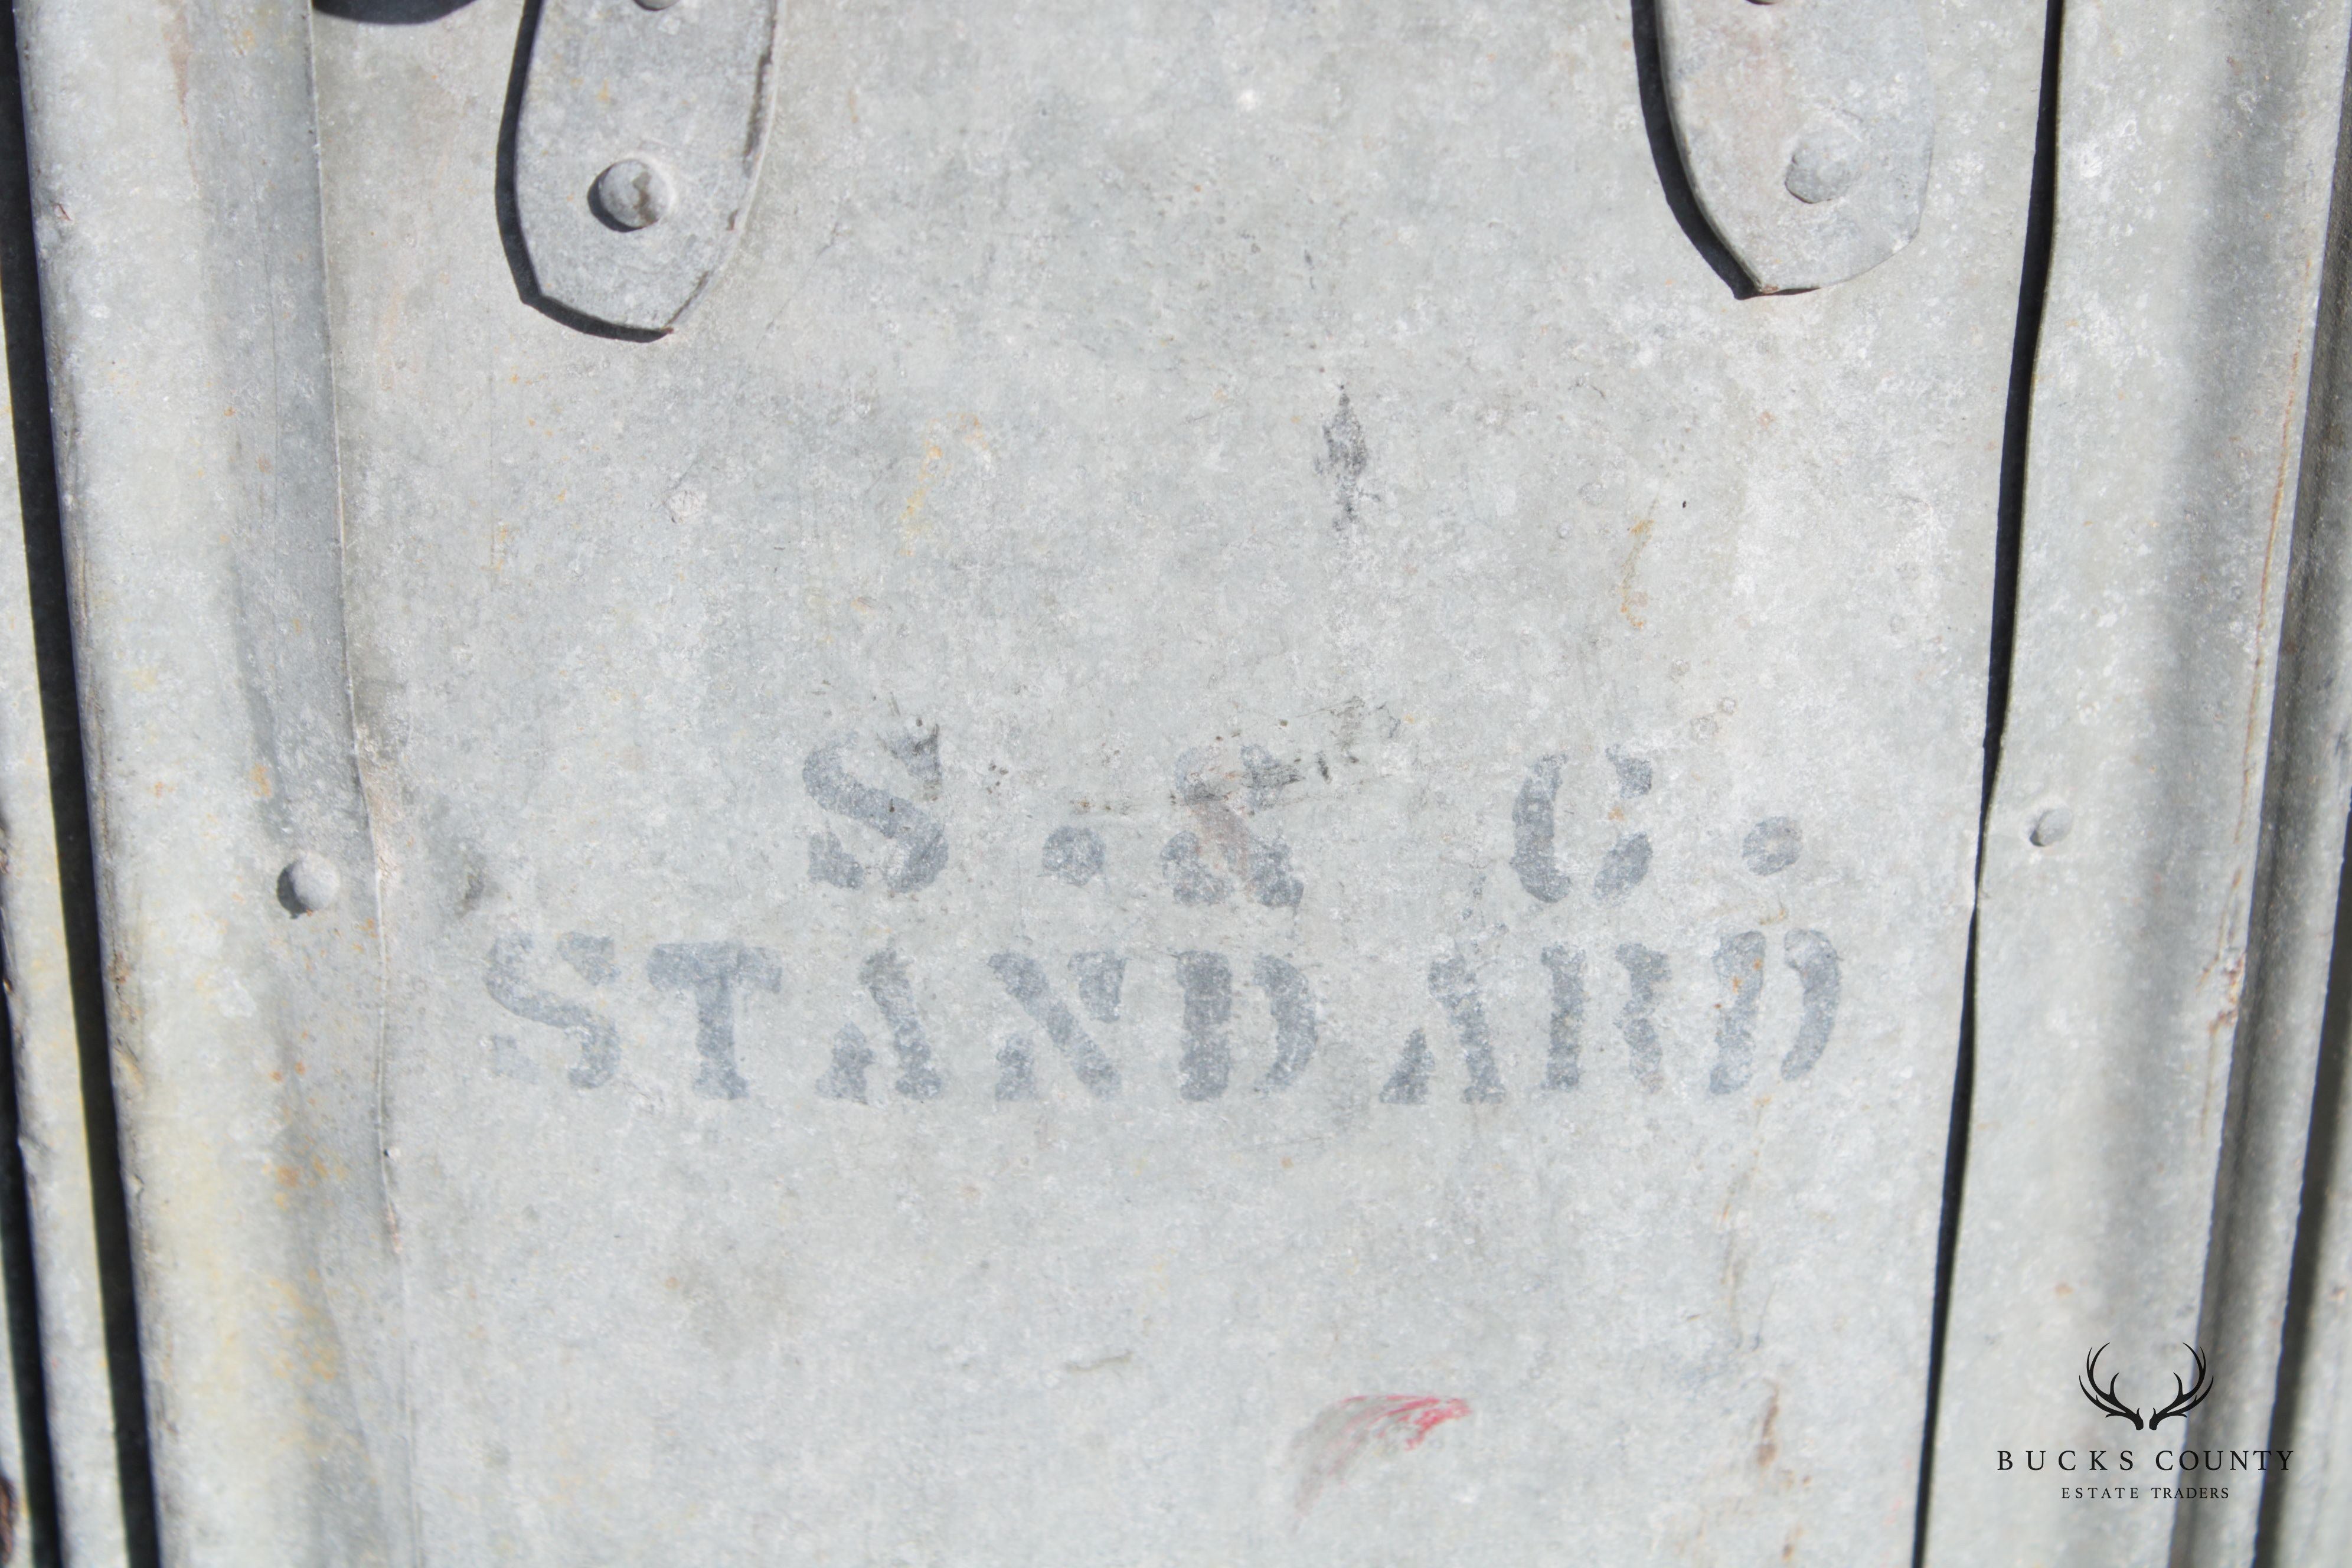 S. & C.
STANDARD
BUCKS COUNTY
ESTATE TRADERS